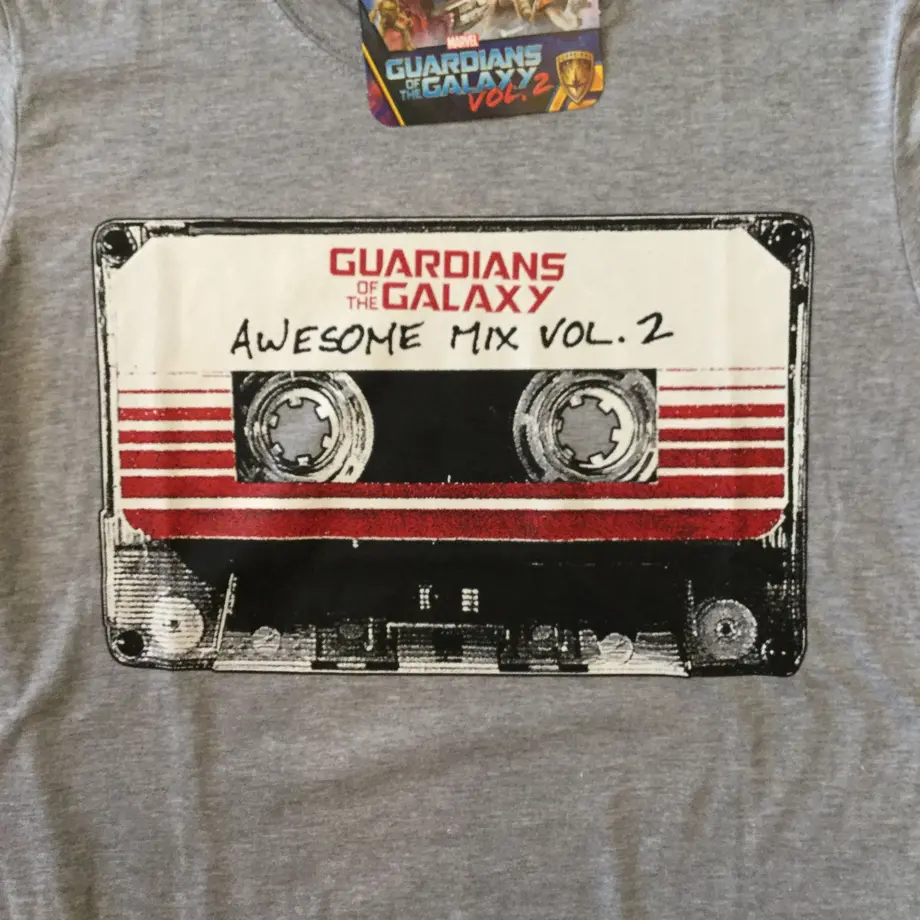 MARVEL
GUARDIANS
OF
THE GALAXY
VOL. 2
GUARDIANS
OF
THE GALAXY
AWESOME MIX VOL. 2